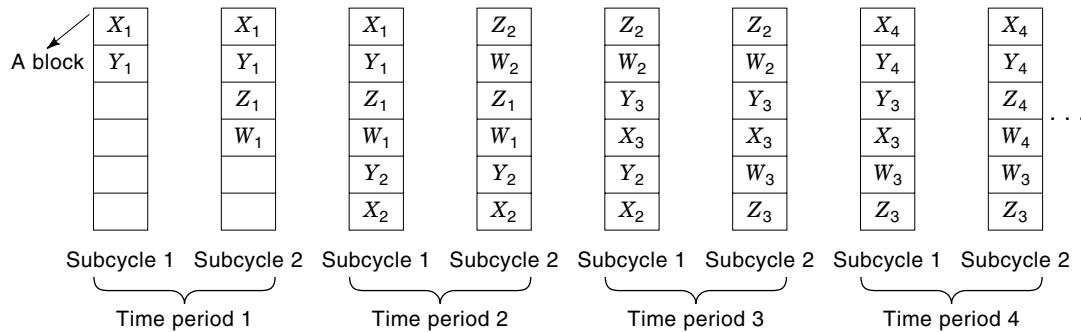 X₁ X₁ X₁ Z₂ Z₂ Z₂ X₄ X₄
A block Y₁ Y₁ Y₁ W₂ W₂ W₂ Y₄ Y₄
Z₁ Z₁ Z₁ Y₃ Y₃ Y₃ Z₄ . . .
W₁ W₁ W₁ X₃ X₃ X₃ W₄
Y₂ Y₂ Y₂ W₃ W₃ W₃
X₂ X₂ X₂ Z₃ Z₃ Z₃
Subcycle 1 Subcycle 2 Subcycle 1 Subcycle 2 Subcycle 1 Subcycle 2 Subcycle 1 Subcycle 2
Time period 1 Time period 2 Time period 3 Time period 4